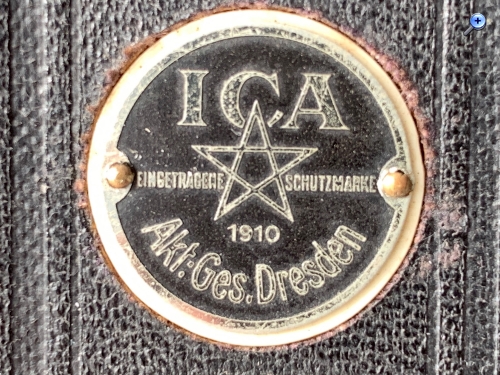 ICA
EINGETRAGENE SCHUTZMARKE
1910
Akt. Ges. Dresden